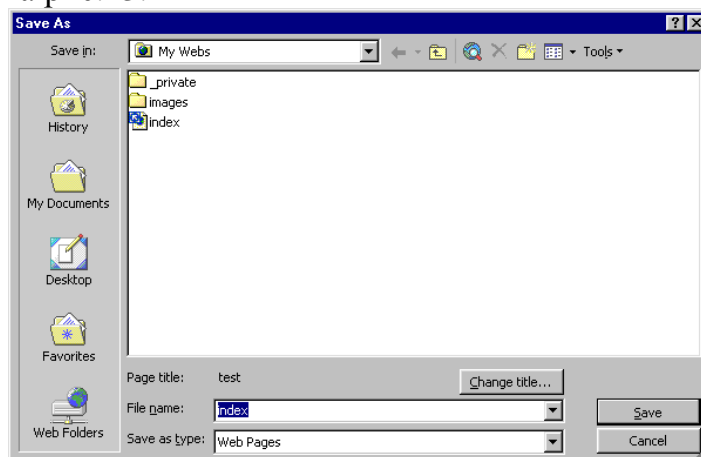 Save As
Save in: My Webs Tools
_private
images
index
History
My Documents
Desktop
Favorites
Web Folders
Page title: test Change title...
File name: index Save
Save as type: Web Pages Cancel